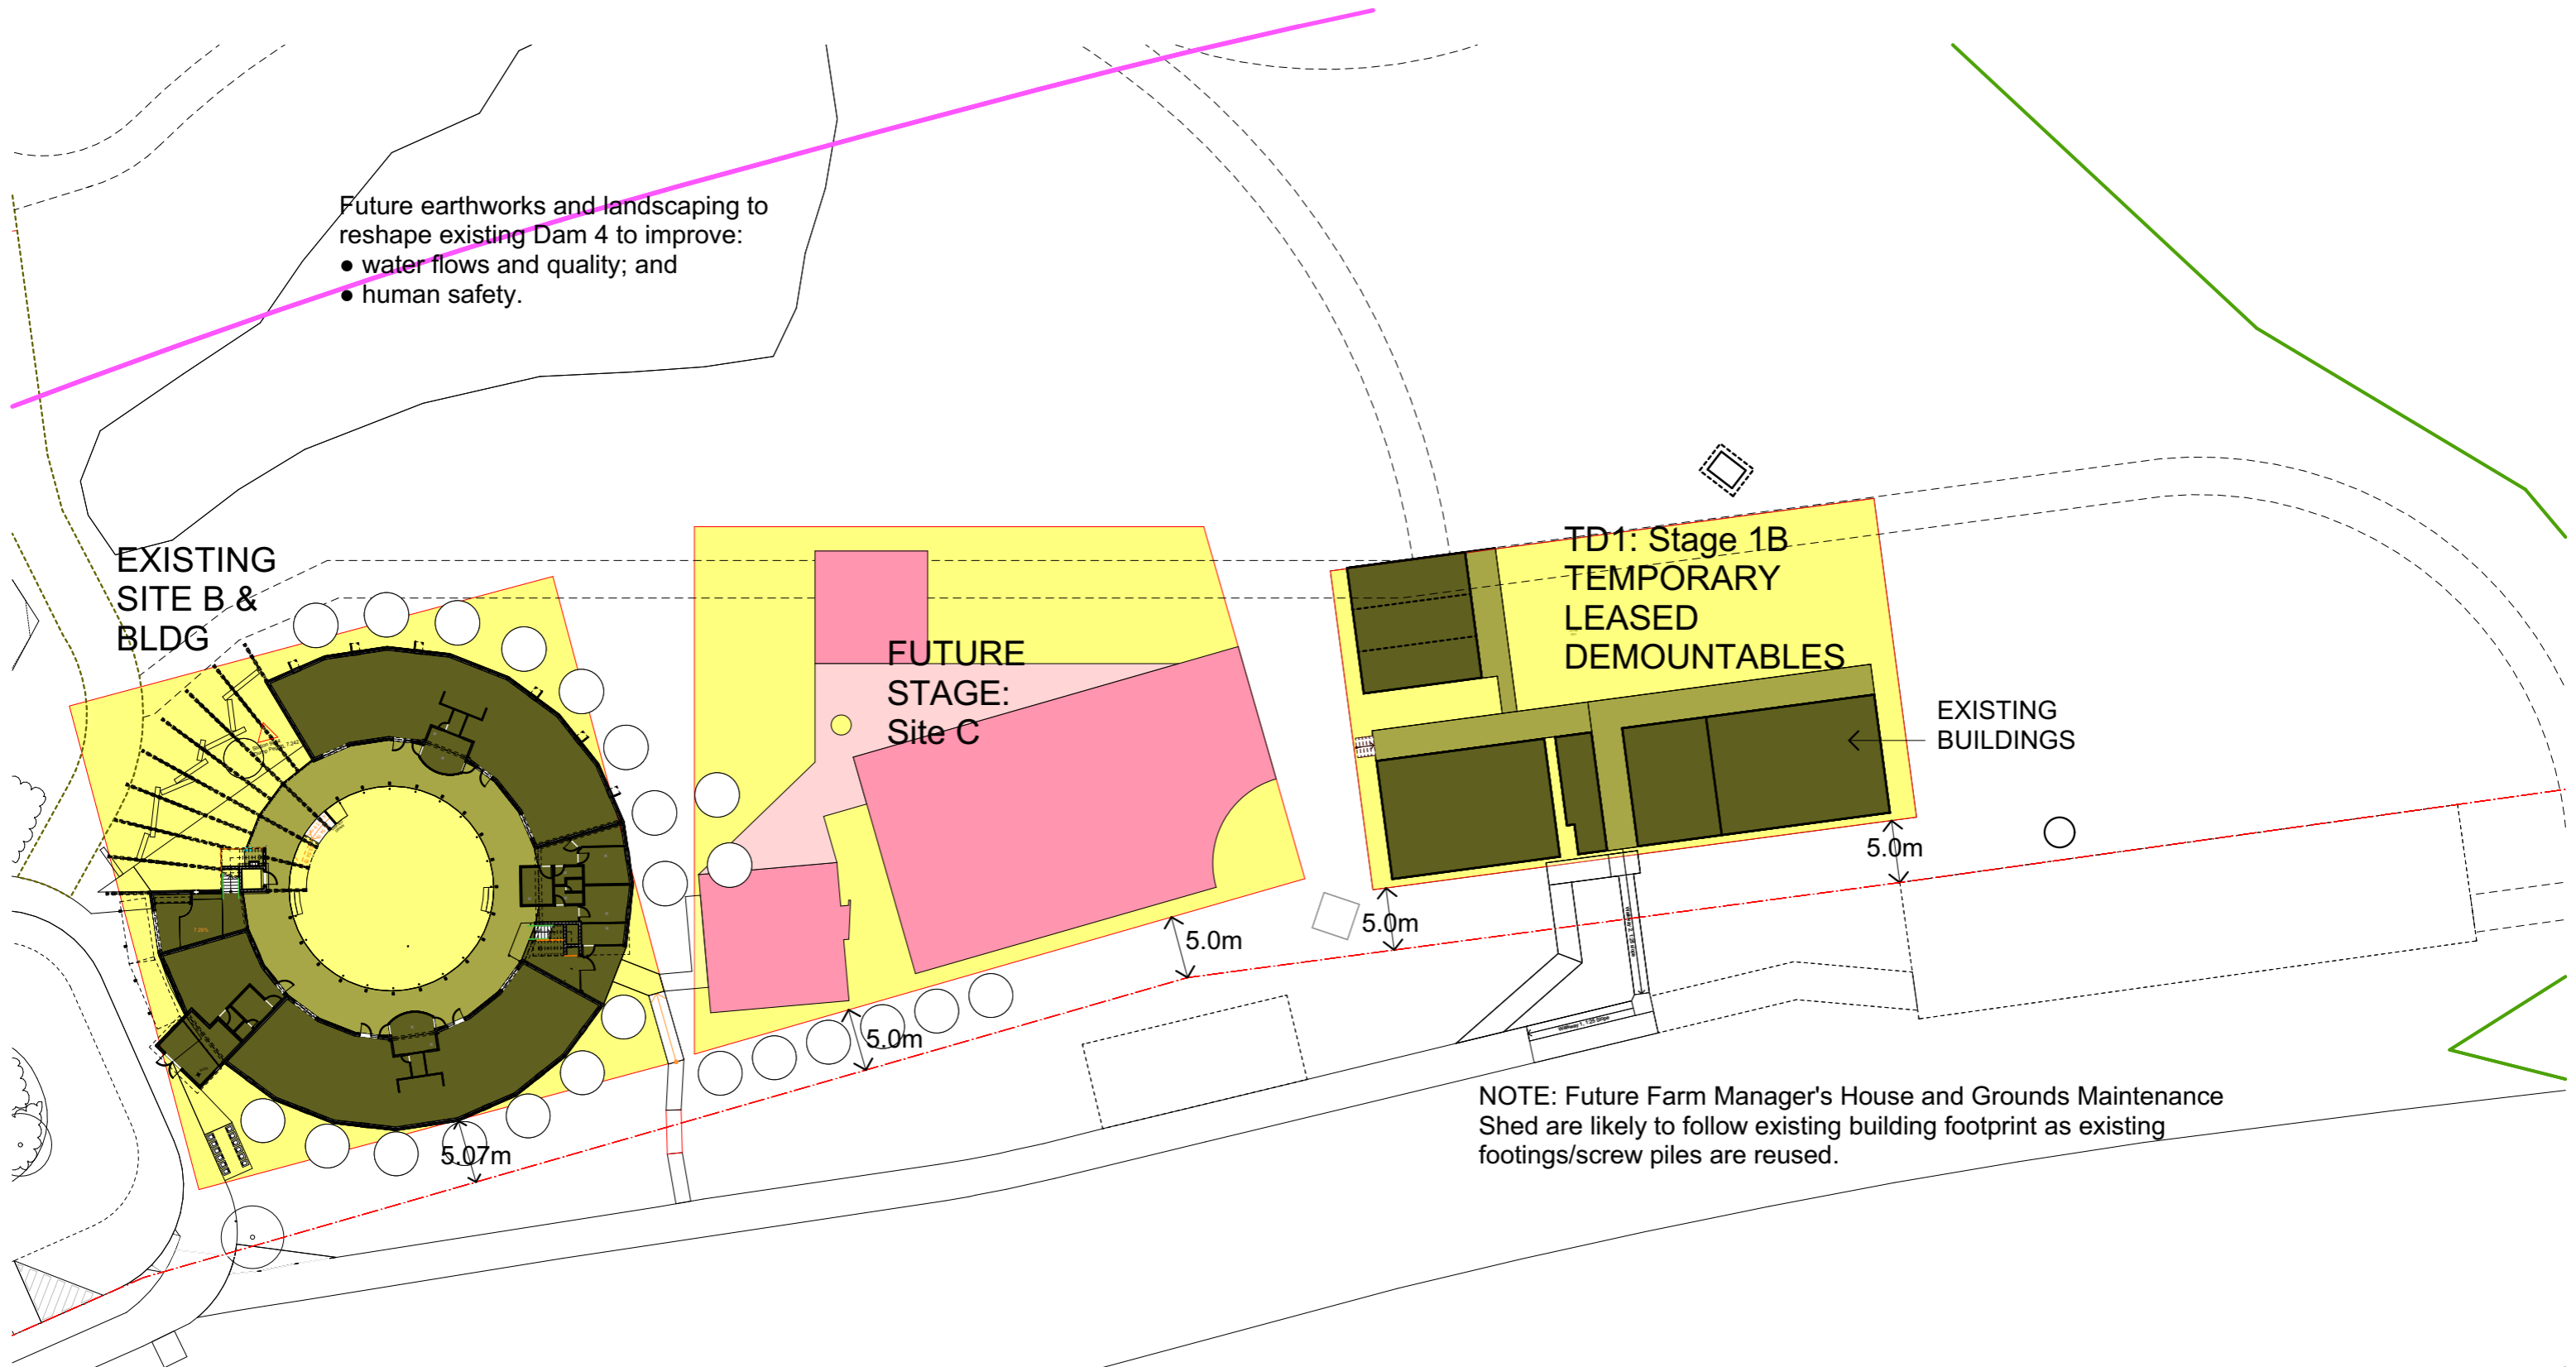 Future earthworks and landscaping to
reshape existing Dam 4 to improve:
● water flows and quality; and
● human safety.
EXISTING
SITE B &
BLDG
FUTURE
STAGE:
Site C
TD1: Stage 1B
TEMPORARY
LEASED
DEMOUNTABLES
EXISTING
BUILDINGS
5.0m
5.0m
5.0m
5.0m
5.07m
NOTE: Future Farm Manager's House and Grounds Maintenance
Shed are likely to follow existing building footprint as existing
footings/screw piles are reused.